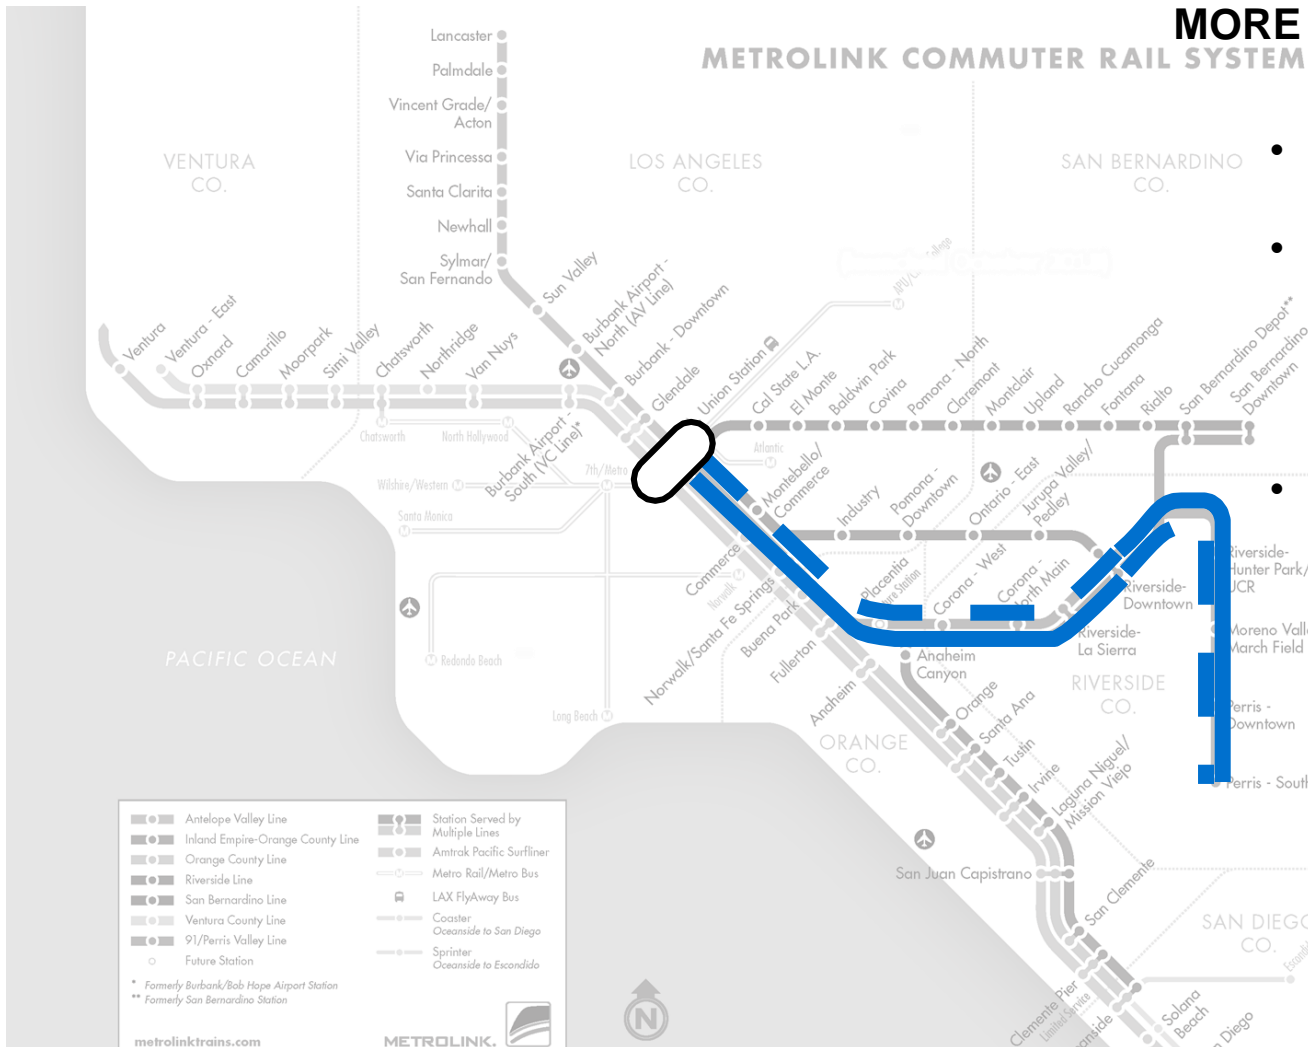 MORE
METROLINK COMMUTER RAIL SYSTEM
Lancaster
Palmdale
Vincent Grade/
Acton
Via Princessa
Santa Clarita
Newhall
Sylmar/
San Fernando
VENTURA
CO.
LOS ANGELES
CO.
SAN BERNARDINO
CO.
Sun Valley
Burbank Airport -
North (AV Line)
Burbank - Downtown
Glendale
Union Station
Ventura
Ventura - East
Oxnard
Camarillo
Moorpark
Simi Valley
Chatsworth
Northridge
Van Nuys
Burbank Airport -
South (VC Line)*
Cal State L.A.
El Monte
Baldwin Park
Covina
Pomona - North
Claremont
Montclair
Upland
Rancho Cucamonga
Fontana
Rialto
San Bernardino Depot**
San Bernardino
Downtown
M
Chatsworth
M
North Hollywood
7th/Metro
M
Wilshire/Western M
Santa Monica
M
Atlantic
M
M
Montebello/
Commerce
Industry
Pomona -
Downtown
Ontario - East
Jurupa Valley/
Pedley
Commerce
Norwalk
M
Norwalk/Santa Fe Springs
Buena Park
Fullerton
Anaheim
Placentia
Corona - West
Corona -
orth Main
Riverside-
Downtown
Riverside-
La Sierra
Riverside-
Hunter Park/
UCR
Moreno Vall
March Field
Perris -
Downtown
Perris - South
M Redondo Beach
Long Beach M
PACIFIC OCEAN
Anaheim
Canyon
Orange
Santa Ana
Tustin
Irvine
Laguna Niguel/
Mission Viejo
RIVERSIDE
CO.
ORANGE
CO.
San Juan Capistrano
San Clemente
SAN DIEGO
CO.
Clemente Pier
Limited Service
Solana
Beach
Antelope Valley Line
Inland Empire-Orange County Line
Orange County Line
Riverside Line
San Bernardino Line
Ventura County Line
91/Perris Valley Line
Future Station
Station Served by
Multiple Lines
Amtrak Pacific Surfliner
M Metro Rail/Metro Bus
LAX FlyAway Bus
Coaster
Oceanside to San Diego
Sprinter
Oceanside to Escondido
* Formerly Burbank/Bob Hope Airport Station
** Formerly San Bernardino Station
metrolinktrains.com
METROLINK.
N